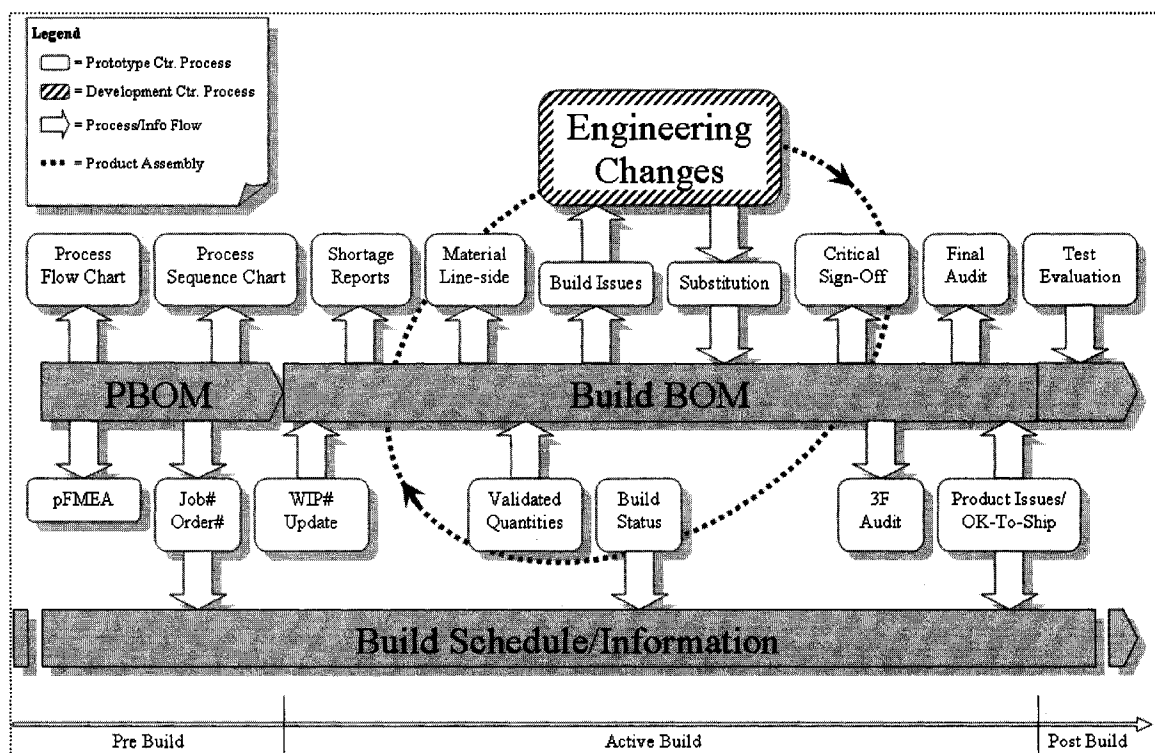 Legend
= Prototype Ctr. Process
= Development Ctr. Process
= Process/Info Flow
= Product Assembly
Engineering
Changes
Process
Flow Chart
Process
Sequence Chart
Shortage
Reports
Material
Line-side
Build Issues
Substitution
Critical
Sign-Off
Final
Audit
Test
Evaluation
PBOM
Build BOM
pFMEA
Job#
Order#
WIP#
Update
Validated
Quantities
Build
Status
3F
Audit
Product Issues/
OK-To-Ship
Build Schedule/Information
Pre Build
Active Build
Post Build